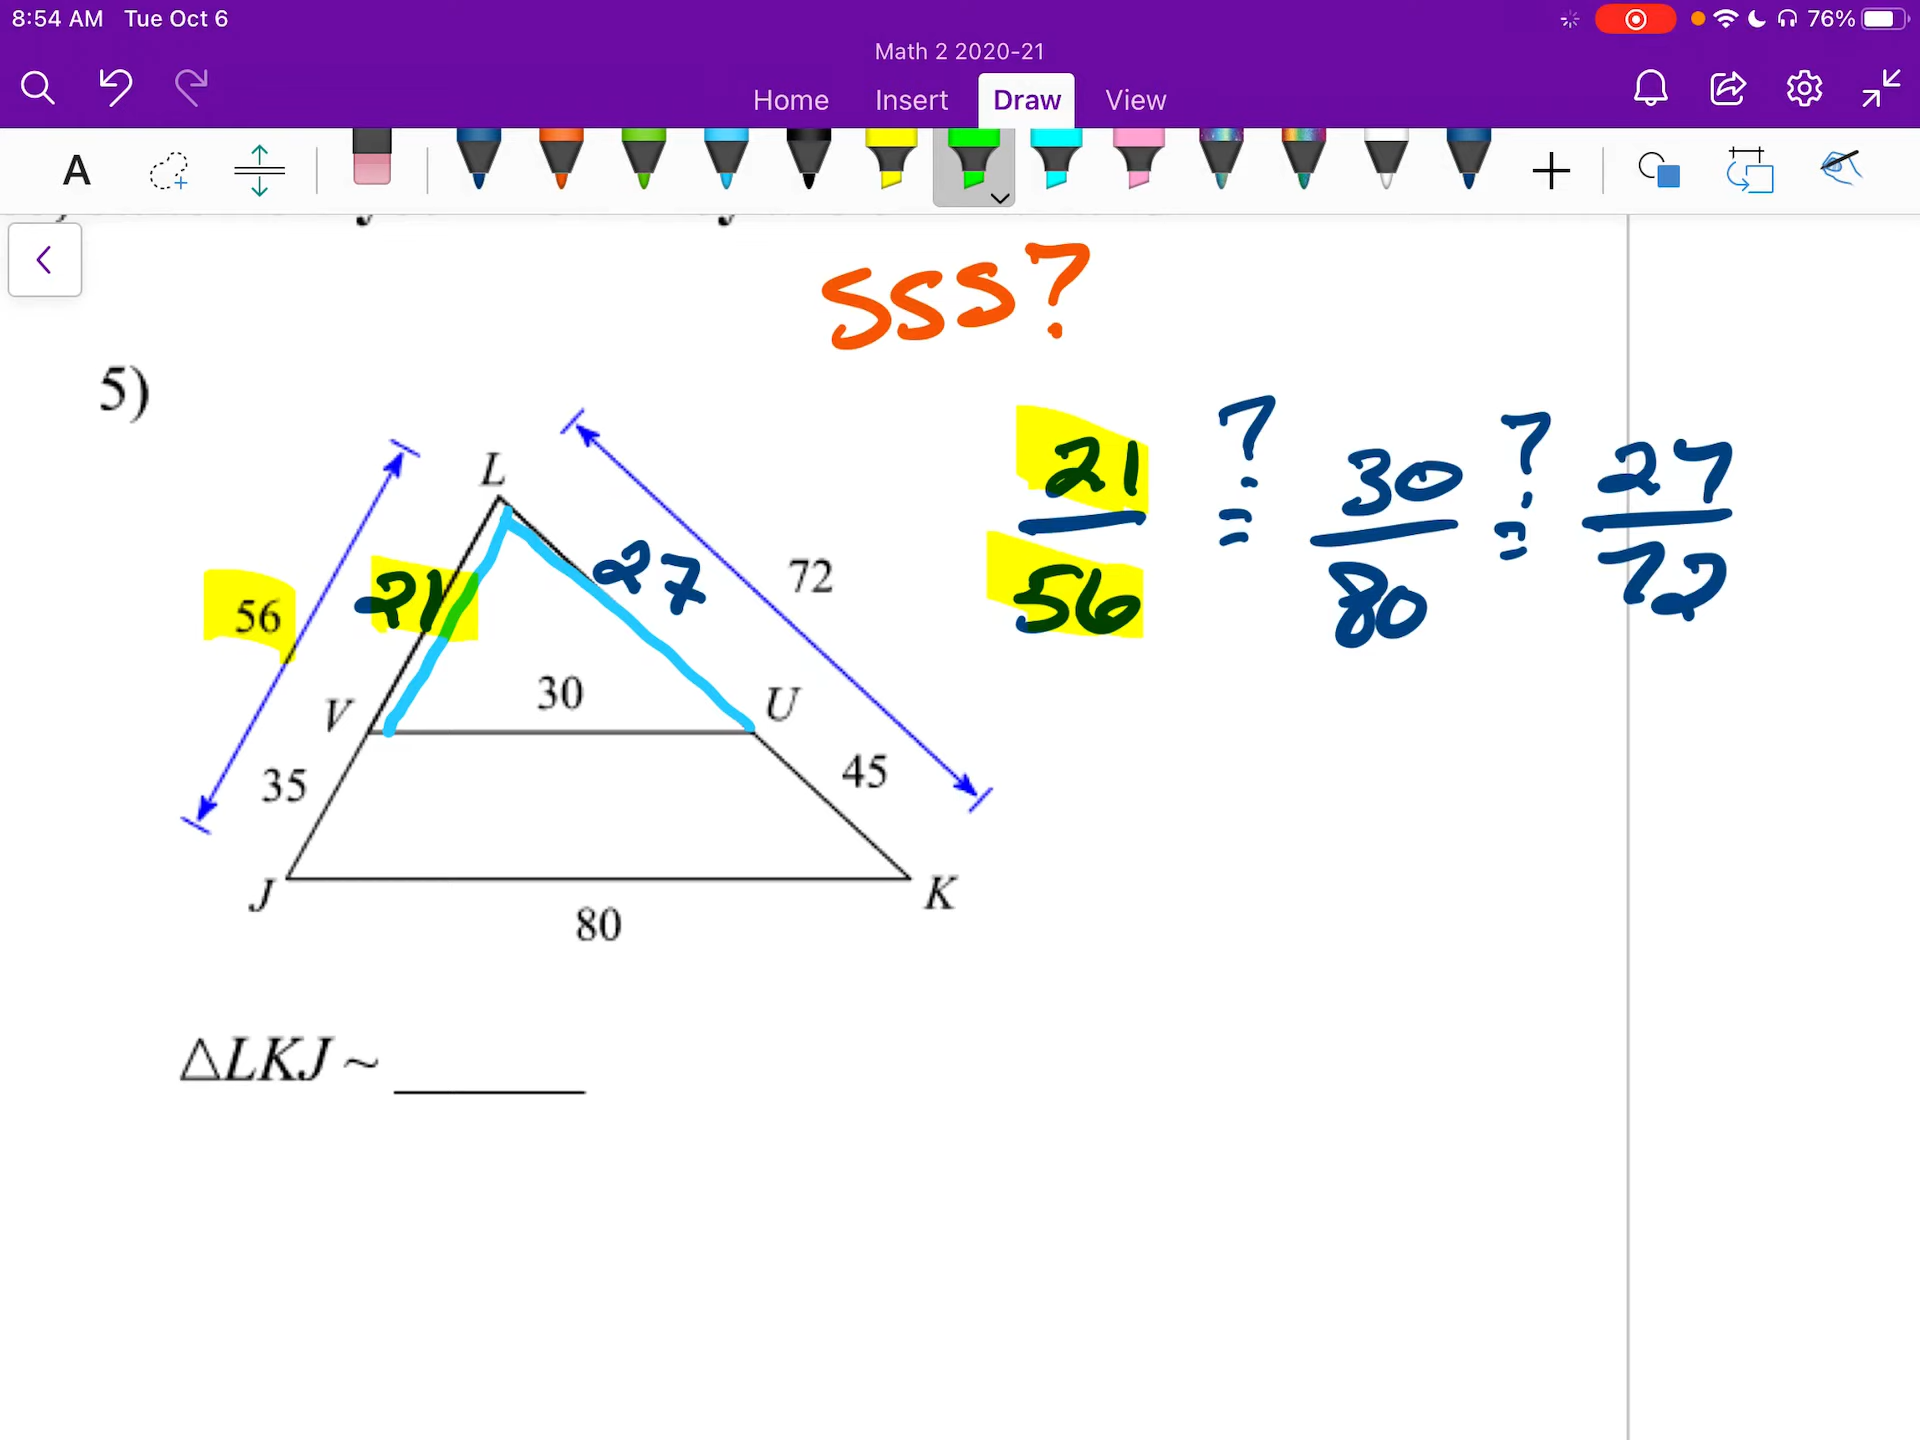 8:54 AM Tue Oct 6
76%
Math 2 2020-21
Home Insert Draw View
A
SSS?
5)
L
56 21 27 72
V 30 U
35 45
J K
80
21/56 ?= 30/80 ?= 27/72
△LKJ ~ ______